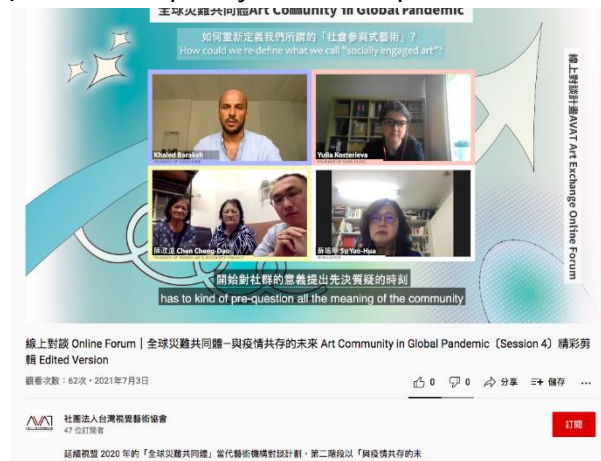 全球災難共同體Art Community in Global Pandemic
如何重新定義我們所謂的「社會參與式藝術」?
How could we re-define what we call "socially engaged art"?
線上對談計畫AVAT Art Exchange Online Forum
Khaled Barakeh
Yulia Kostereva
陳澄道 Chen Cheng-Dao
蘇瑤華 Su Yao-Hua
開始對社群的意義提出先決質疑的時刻
has to kind of pre-question all the meaning of the community
線上對談 Online Forum | 全球災難共同體–與疫情共存的未來 Art Community in Global Pandemic〔Session 4〕精彩剪
輯 Edited Version
觀看次數:62次・2021年7月3日
0
0
分享
儲存
...
AVAT
社團法人台灣視覺藝術協會
47 位訂閱者
訂閱
延續視盟 2020 年的「全球災難共同體」當代藝術機構對談計劃,第二階段以「與疫情共存的未